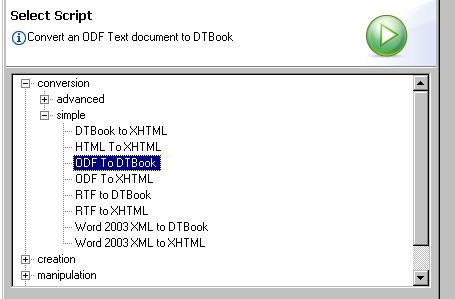 Select Script
Convert an ODF Text document to DTBook
conversion
advanced
simple
DTBook to XHTML
HTML To XHTML
ODF To DTBook
ODF To XHTML
RTF to DTBook
RTF to XHTML
Word 2003 XML to DTBook
Word 2003 XML to XHTML
creation
manipulation